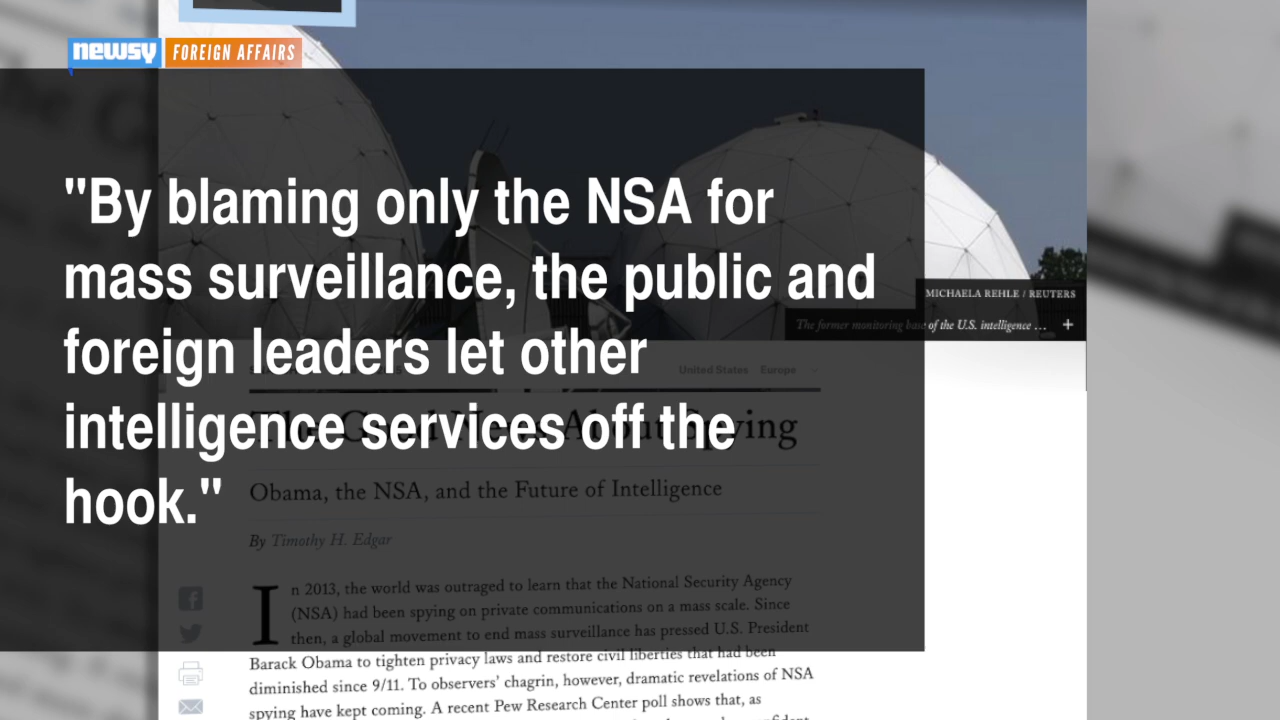 newsy FOREIGN AFFAIRS
"By blaming only the NSA for
mass surveillance, the public and
foreign leaders let other
intelligence services off the
hook."
MICHAELA REHLE / REUTERS
The former monitoring base of the U.S. intelligence ... +
United States Europe
The Good News About Spying
Obama, the NSA, and the Future of Intelligence
By Timothy H. Edgar
In 2013, the world was outraged to learn that the National Security Agency
(NSA) had been spying on private communications on a mass scale. Since
then, a global movement to end mass surveillance has pressed U.S. President
Barack Obama to tighten privacy laws and restore civil liberties that had been
diminished since 9/11. To observers' chagrin, however, dramatic revelations of NSA
spying have kept coming. A recent Pew Research Center poll shows that, as